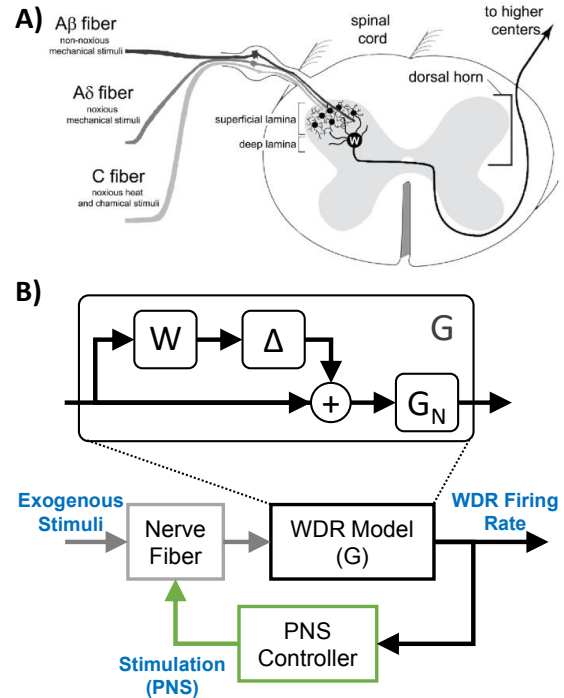 A)
Aβ fiber
non-noxious
mechanical stimuli
Aδ fiber
noxious
mechanical stimuli
C fiber
noxious heat
and chamical stimuli
spinal
cord
to higher
centers
dorsal horn
superficial lamina
deep lamina
W
B)
G
W
Δ
+
G_N
Exogenous
Stimuli
Nerve
Fiber
WDR Model
(G)
WDR Firing
Rate
PNS
Controller
Stimulation
(PNS)